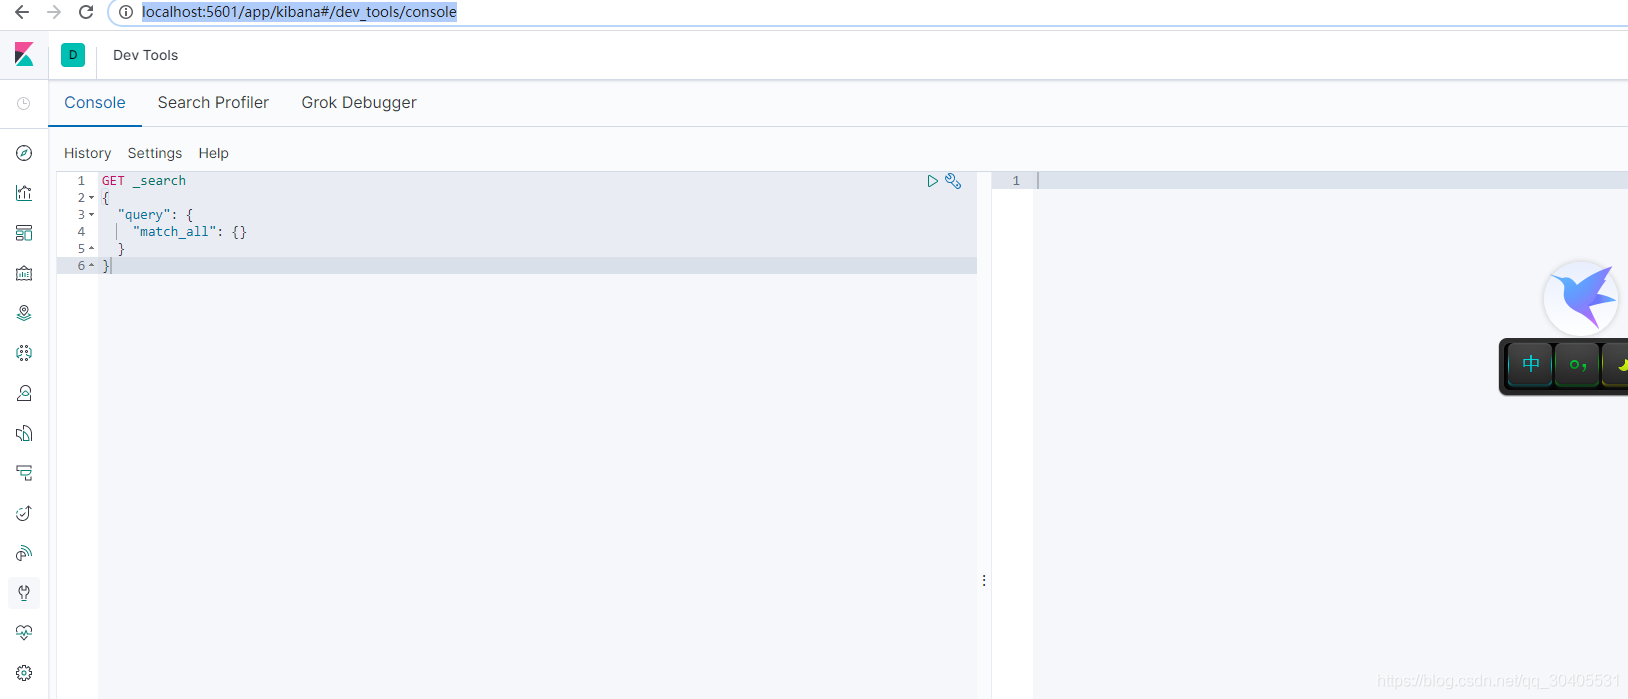 localhost:5601/app/kibana#/dev_tools/console
D
Dev Tools
Console Search Profiler Grok Debugger
History Settings Help
1 GET _search
2 {
3 "query": {
4 "match_all": {}
5 }
6 }
1
中
https://blog.csdn.net/qq_30405531